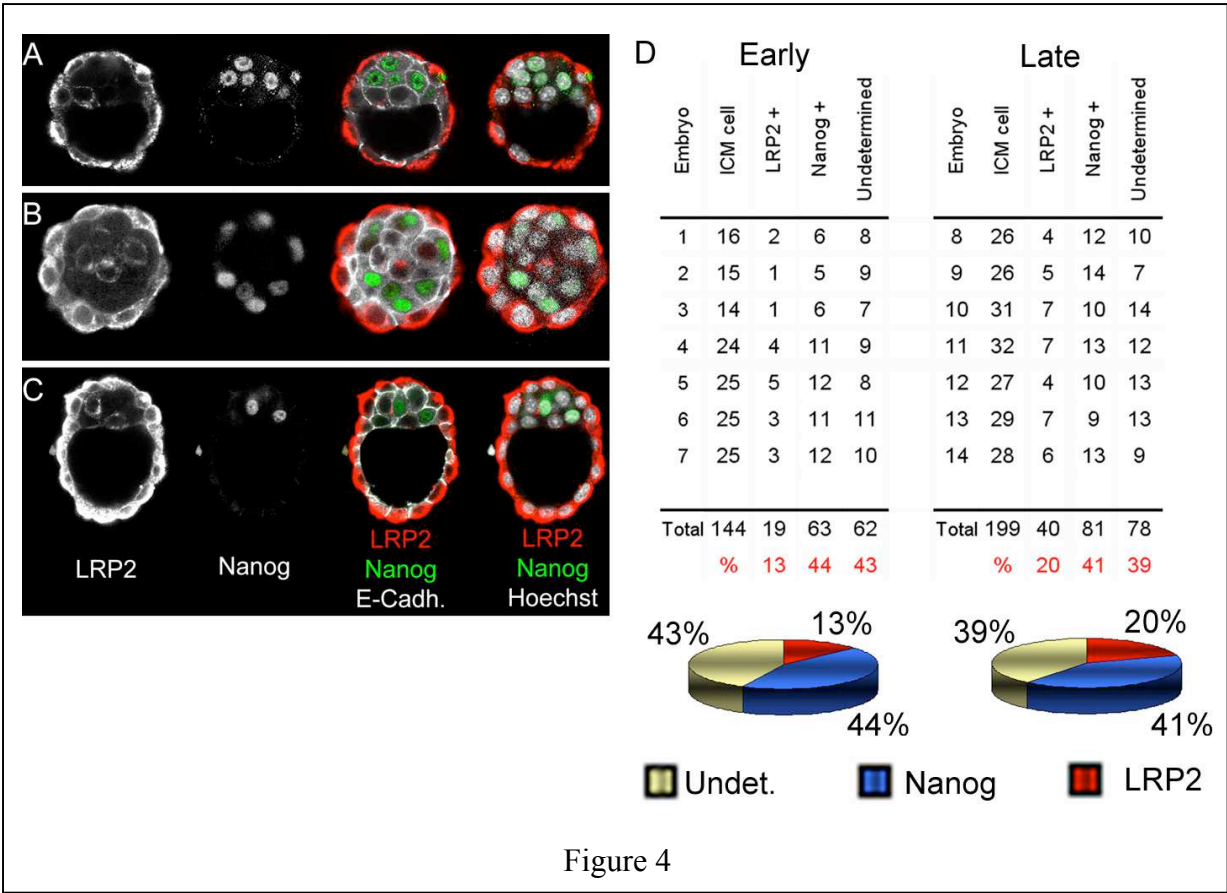 A
B
C
LRP2
Nanog
LRP2
Nanog
E-Cadh.
LRP2
Nanog
Hoechst
D
Early
Embryo ICM cell LRP2 + Nanog + Undetermined
1 16 2 6 8
2 15 1 5 9
3 14 1 6 7
4 24 4 11 9
5 25 5 12 8
6 25 3 11 11
7 25 3 12 10
Total 144 19 63 62
% 13 44 43
Late
Embryo ICM cell LRP2 + Nanog + Undetermined
8 26 4 12 10
9 26 5 14 7
10 31 7 10 14
11 32 7 13 12
12 27 4 10 13
13 29 7 9 13
14 28 6 13 9
Total 199 40 81 78
% 20 41 39
43%
13%
44%
39%
20%
41%
Undet.
Nanog
LRP2
Figure 4